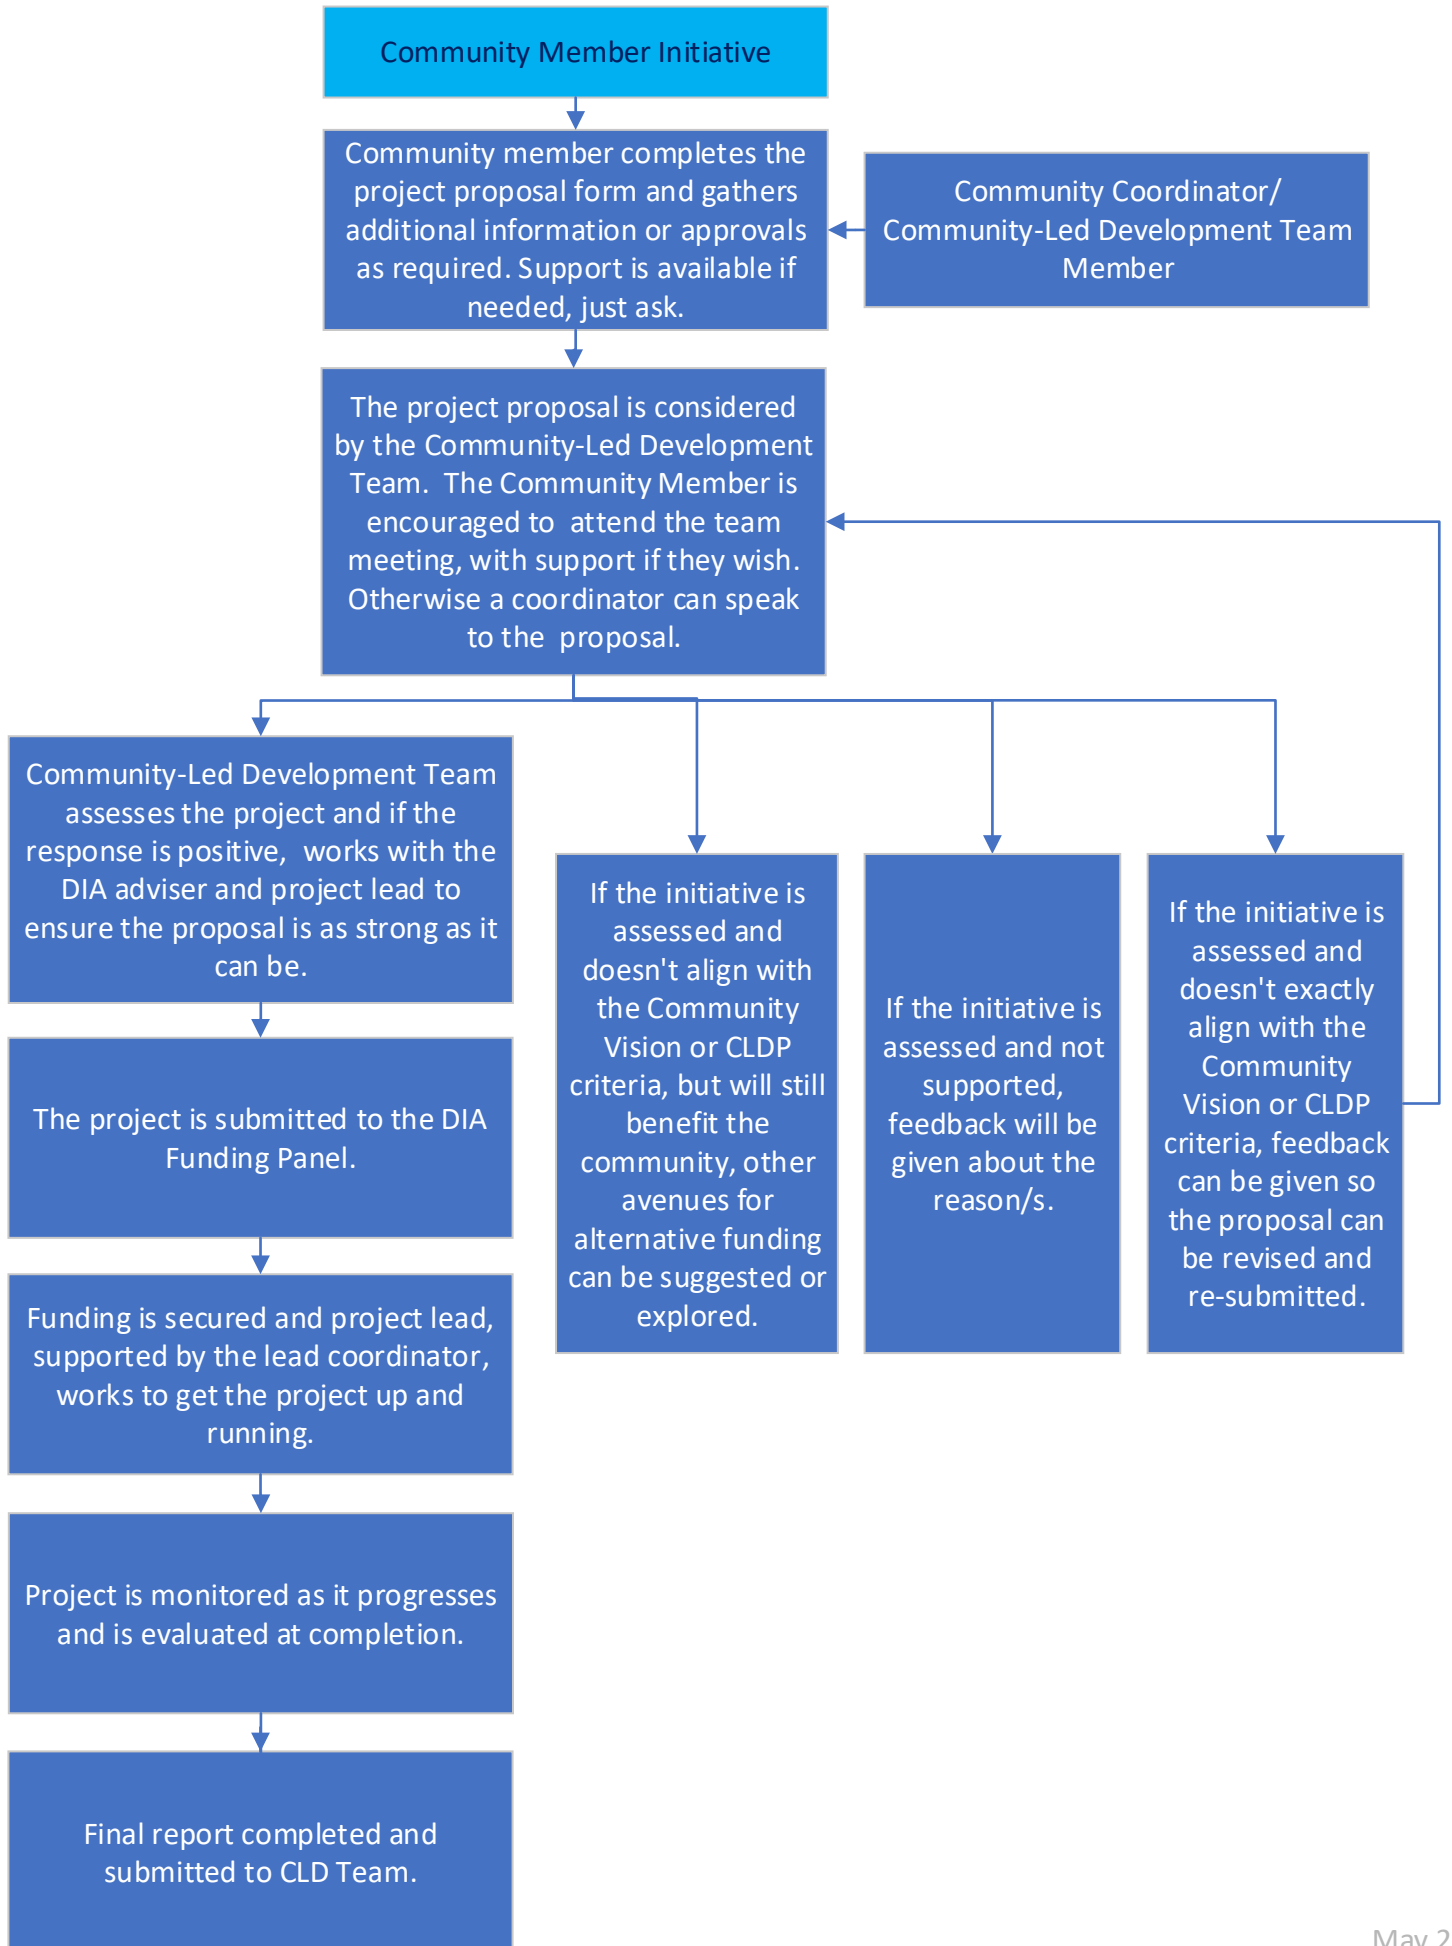 Community Member Initiative
Community member completes the
project proposal form and gathers
additional information or approvals
as required. Support is available if
needed, just ask.
Community Coordinator/
Community-Led Development Team
Member
The project proposal is considered
by the Community-Led Development
Team.  The Community Member is
encouraged to  attend the team
meeting, with support if they wish.
Otherwise a coordinator can speak
to the  proposal.
Community-Led Development Team
assesses the project and if the
response is positive,  works with the
DIA adviser and project lead to
ensure the proposal is as strong as it
can be.
If the initiative is
assessed and
doesn't align with
the Community
Vision or CLDP
criteria, but will still
benefit the
community, other
avenues for
alternative funding
can be suggested or
explored.
If the initiative is
assessed and not
supported,
feedback will be
given about the
reason/s.
If the initiative is
assessed and
doesn't exactly
align with the
Community
Vision or CLDP
criteria, feedback
can be given so
the proposal can
be revised and
re-submitted.
The project is submitted to the DIA
Funding Panel.
Funding is secured and project lead,
supported by the lead coordinator,
works to get the project up and
running.
Project is monitored as it progresses
and is evaluated at completion.
Final report completed and
submitted to CLD Team.
May 2